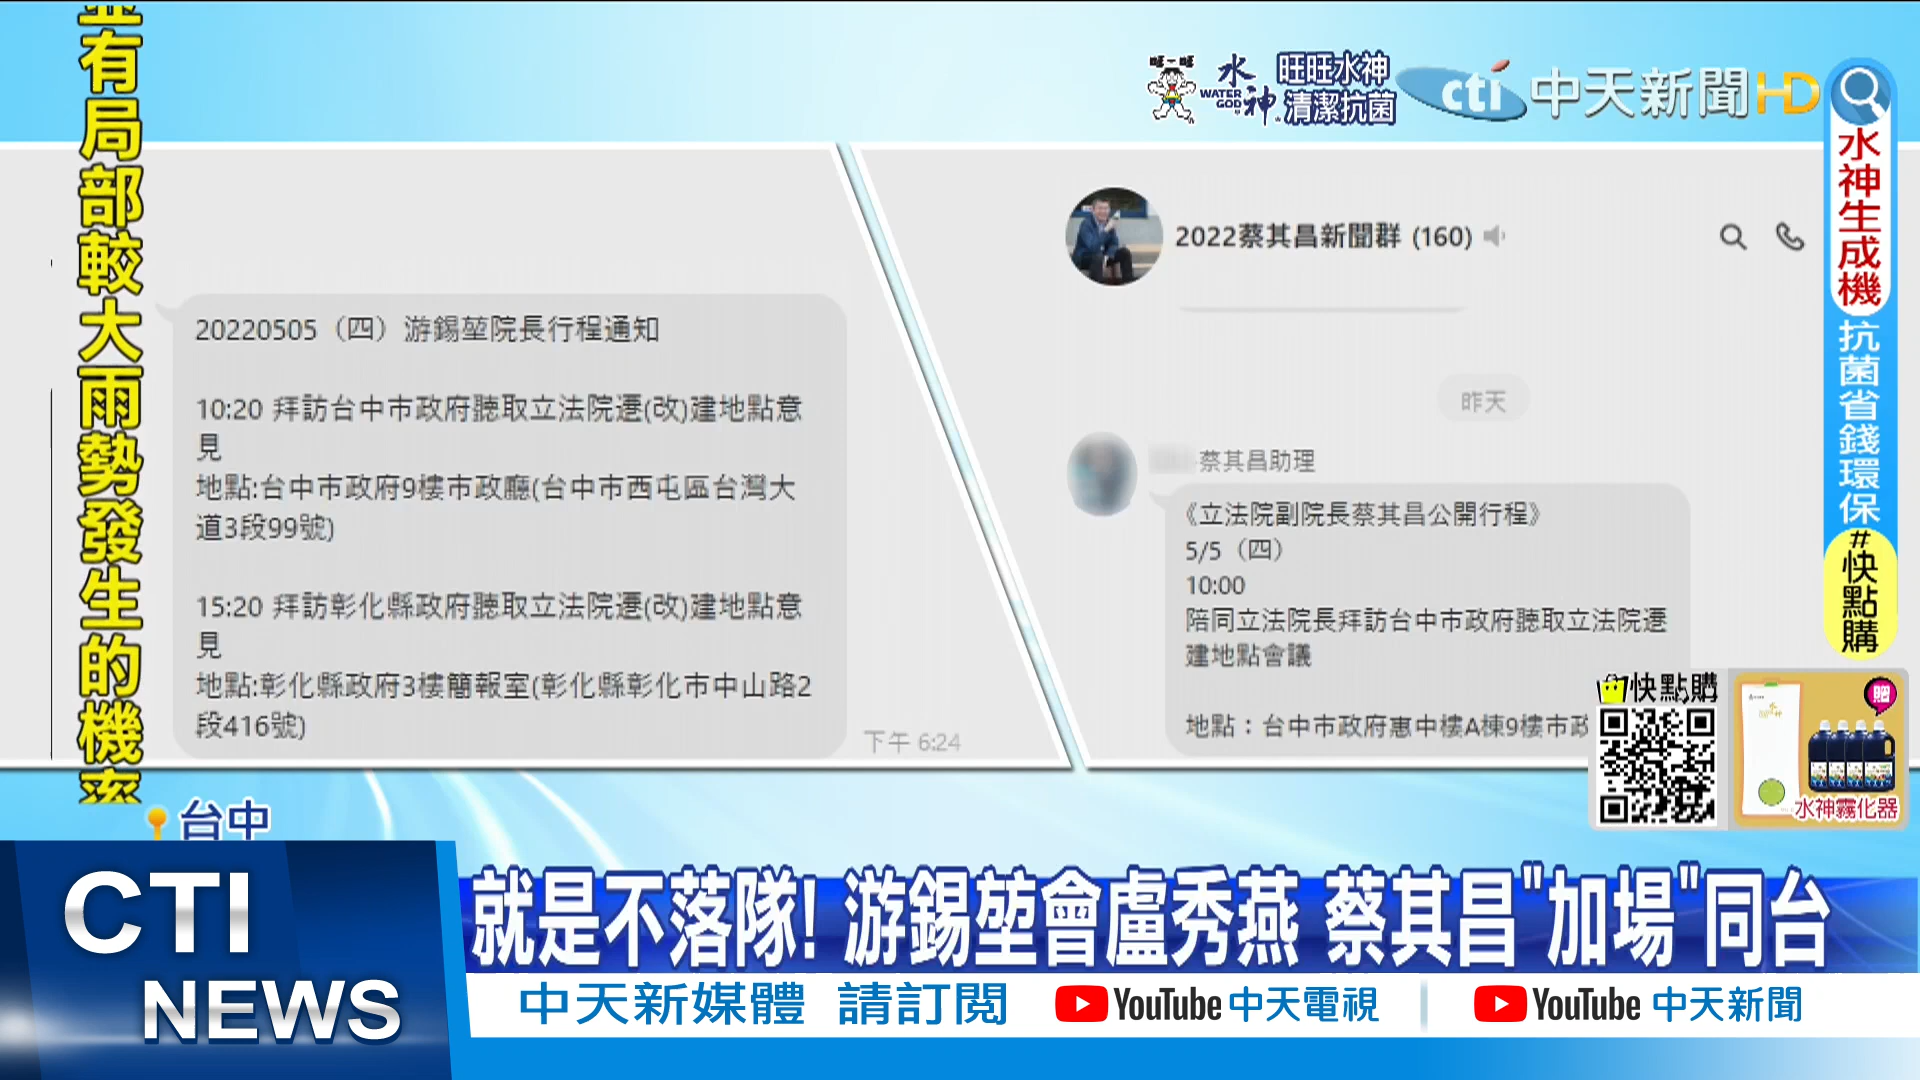 並有局部較大雨勢發生的機率
旺一旺
水神
WATER GOD
旺旺水神
清潔抗菌
cti 中天新聞HD
水神生成機
抗菌省錢環保
#快點購
20220505（四）游錫堃院長行程通知
10:20 拜訪台中市政府聽取立法院遷(改)建地點意
見
地點:台中市政府9樓市政廳(台中市西屯區台灣大
道3段99號)
15:20 拜訪彰化縣政府聽取立法院遷(改)建地點意
見
地點:彰化縣政府3樓簡報室(彰化縣彰化市中山路2
段416號)
下午 6:24
2022蔡其昌新聞群 (160)
昨天
蔡其昌助理
《立法院副院長蔡其昌公開行程》
5/5（四）
10:00
陪同立法院長拜訪台中市政府聽取立法院遷
建地點會議
地點：台中市政府惠中樓A棟9樓市政
快點購
贈
水神霧化器
台中
CTI
NEWS
就是不落隊! 游錫堃會盧秀燕 蔡其昌"加場"同台
中天新媒體 請訂閱 YouTube 中天電視 YouTube 中天新聞